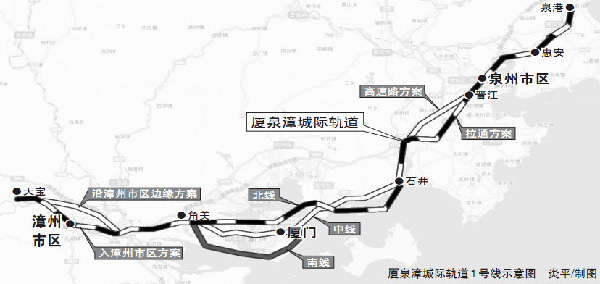 泉港
惠安
泉州市区
晋江
高速路方案
厦泉漳城际轨道
拉通方案
石井
天宝
沿漳州市区边缘方案
北线
角美
漳州
市区
厦门
中线
入漳州市区方案
南线
厦泉漳城际轨道1号线示意图 炎平/制图